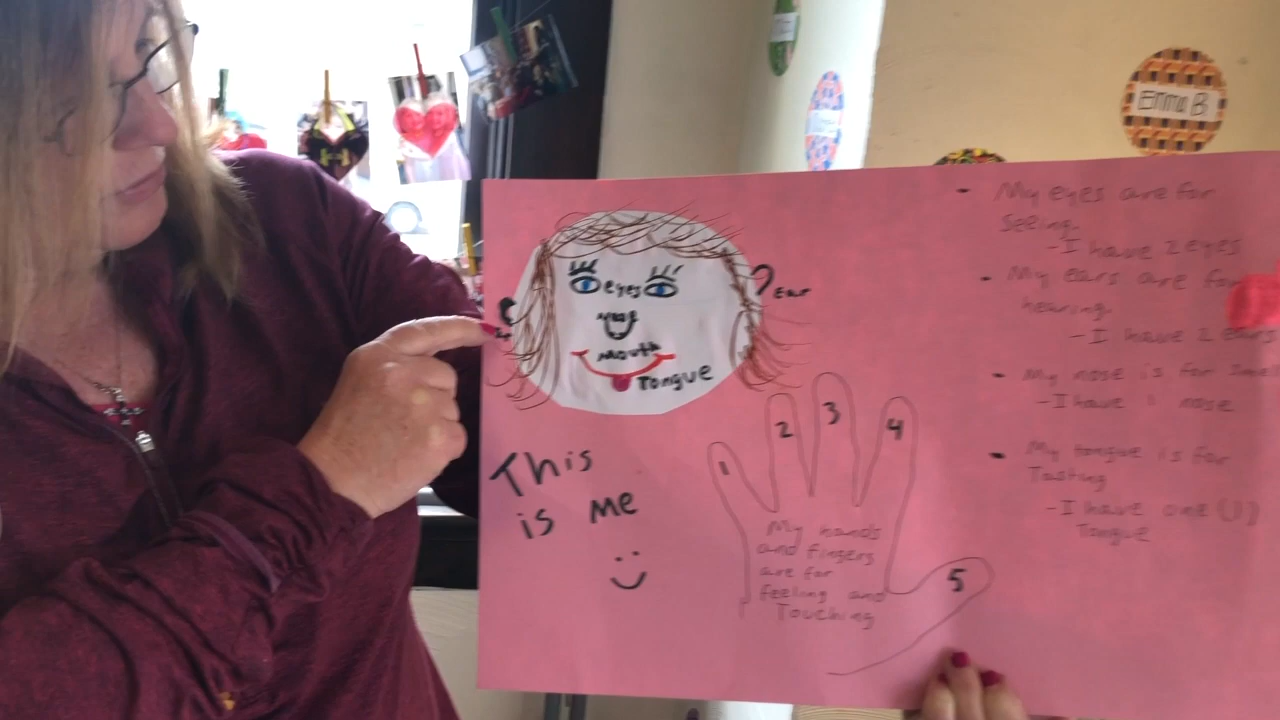 Emma B
eyes
Ear
Nose
Mouth
Tongue
This
is me
1
2
3
4
5
My hands
and fingers
are for
feeling and
Touching
- My eyes are for
seeing.
-I have 2 eyes
- My ears are for
hearing.
-I have 2 ears
- My nose is for smell
-I have 1 nose
- My tongue is for
Tasting
-I have one (1)
Tongue